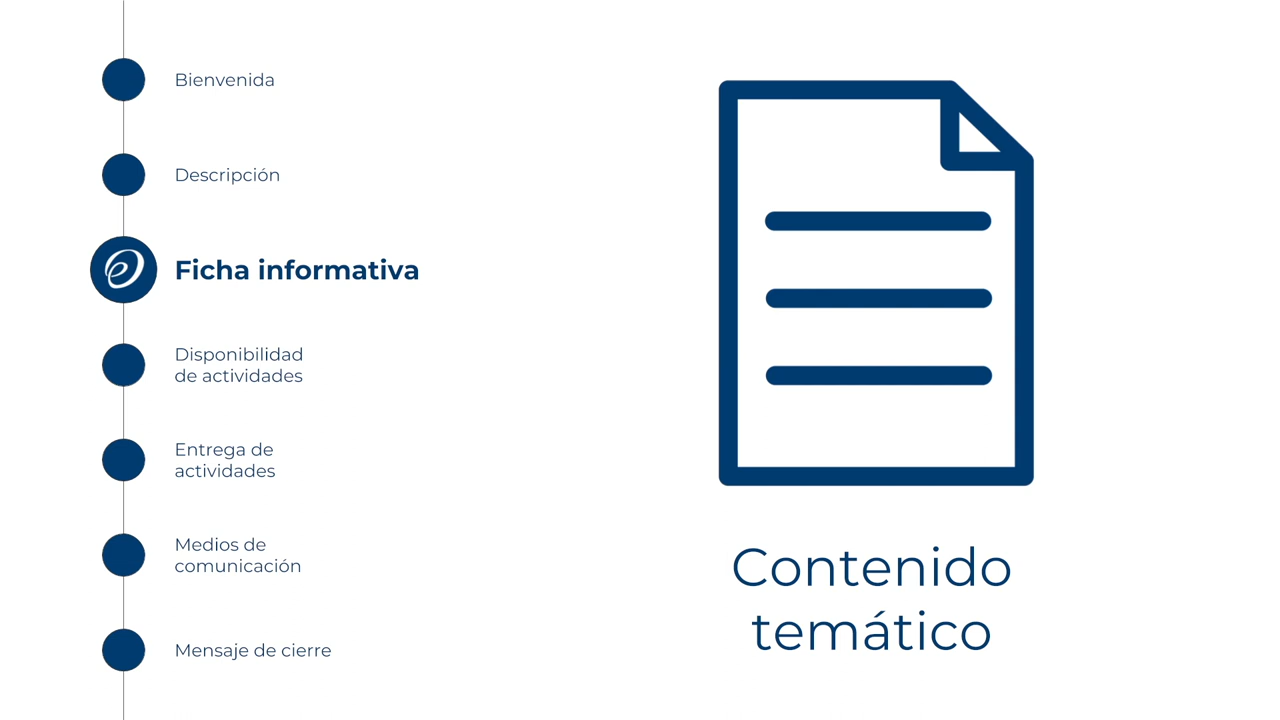 Bienvenida
Descripción
Ficha informativa
Disponibilidad
de actividades
Entrega de
actividades
Medios de
comunicación
Mensaje de cierre
Contenido
temático